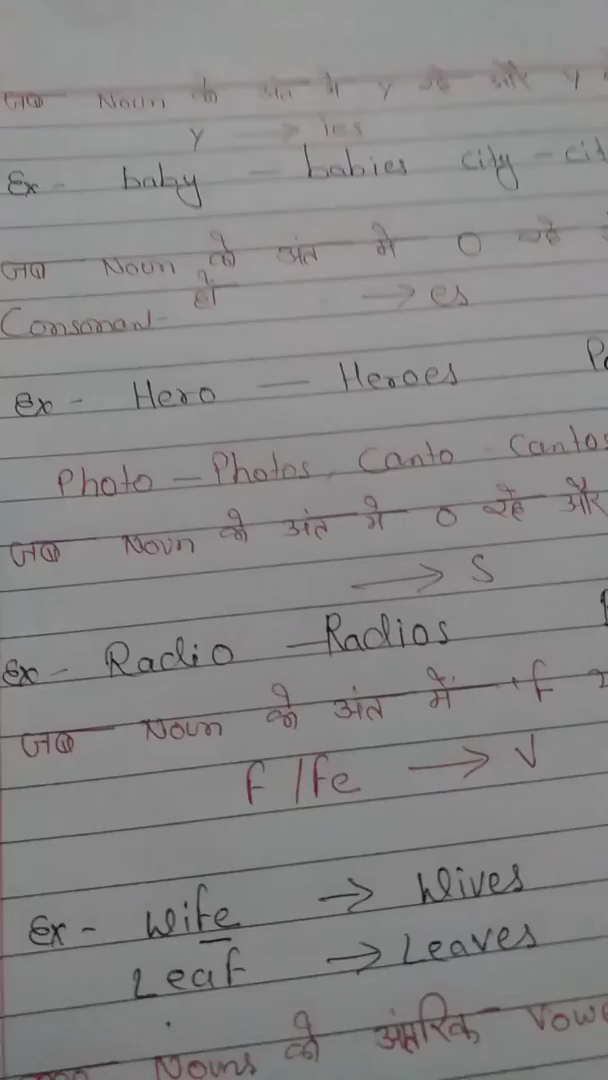 जब Noun के अंत में y रहे और y
y → ies
Ex - baby - babies city - cit
जब Noun के अंत में O रहे
Consonant हो → es
Ex - Hero — Heroes
Photo - Photos, Canto - Cantos
जब Noun के अंत में O रहे और
→ S
Ex - Radio - Radios
जब Noun के अंत में f
f / fe → V
Ex - Wife → Wives
Leaf → Leaves
Nouns के आंतरिक Vow